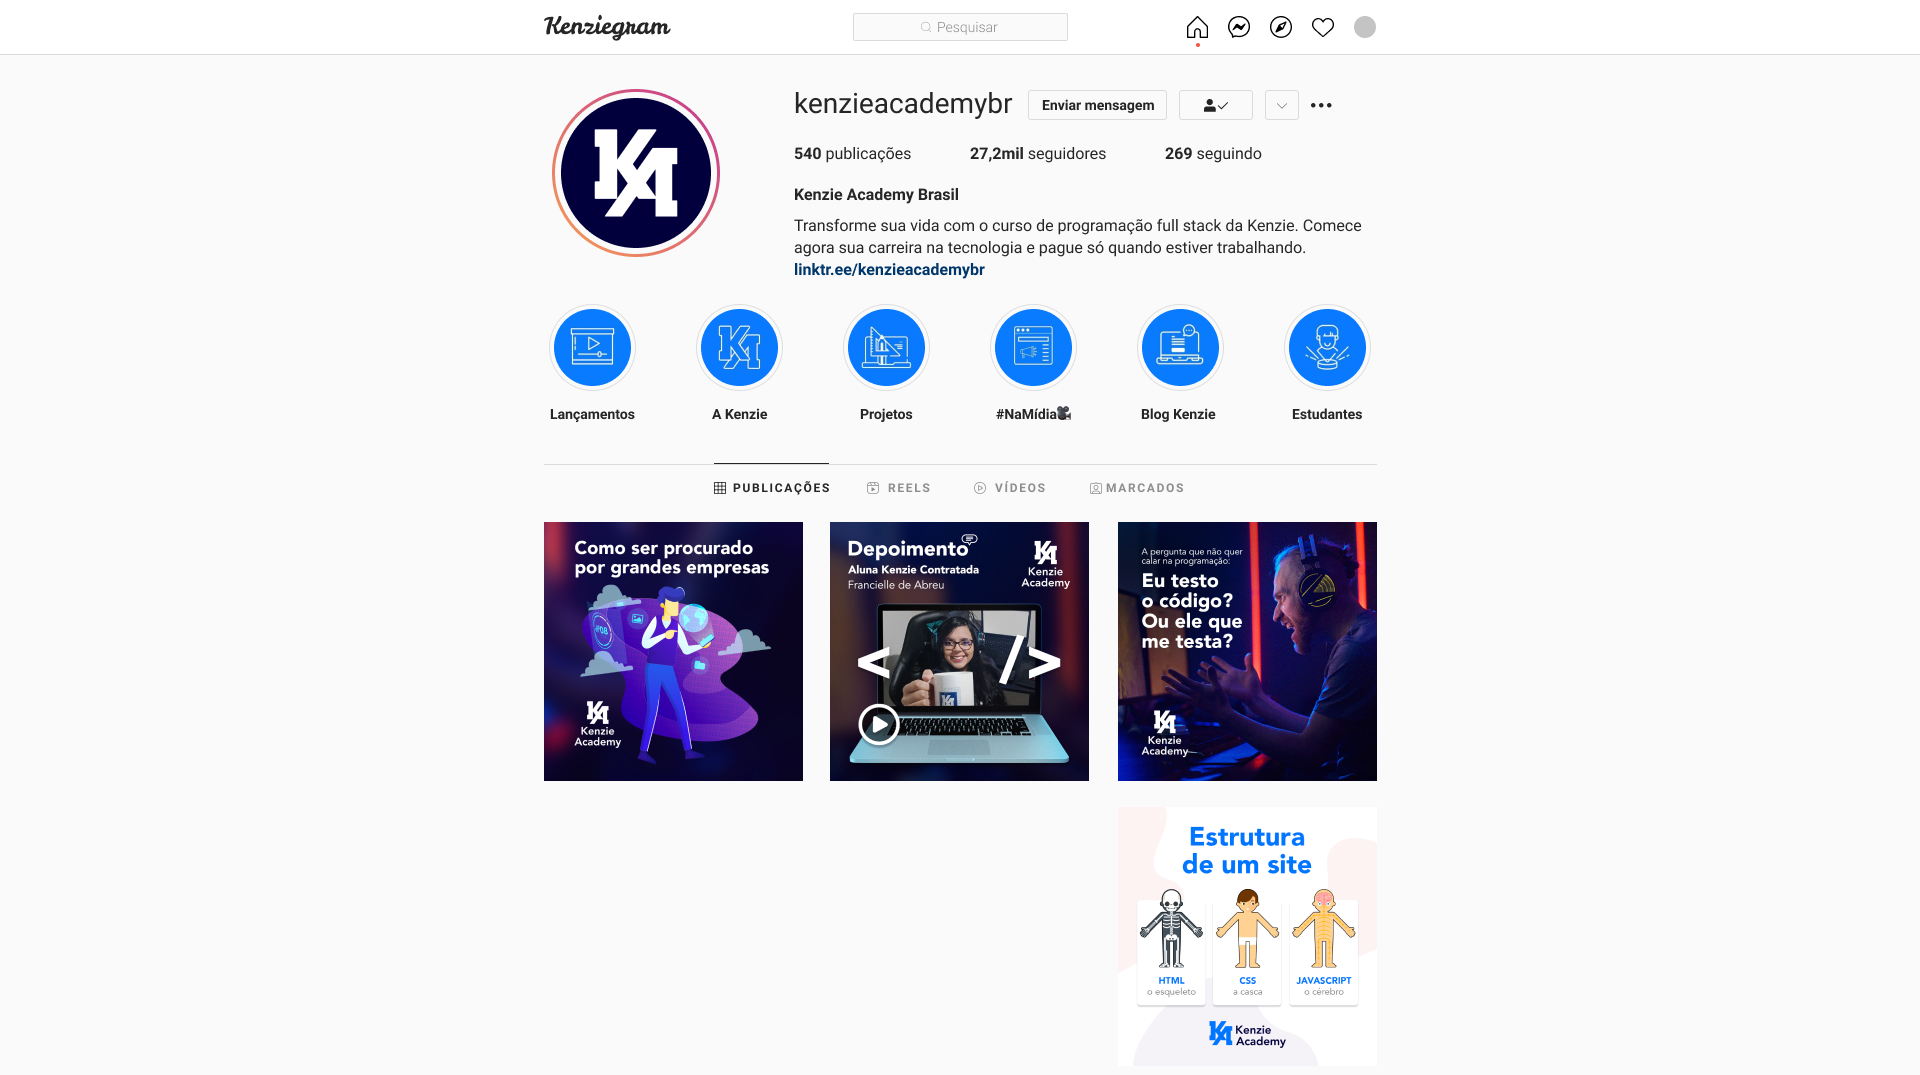 Kenziegram
Pesquisar
kenzieacademybr
Enviar mensagem
540 publicações
27,2mil seguidores
269 seguindo
Kenzie Academy Brasil
Transforme sua vida com o curso de programação full stack da Kenzie. Comece
agora sua carreira na tecnologia e pague só quando estiver trabalhando.
linktr.ee/kenzieacademybr
Lançamentos
A Kenzie
Projetos
#NaMídia🎥
Blog Kenzie
Estudantes
PUBLICAÇÕES
REELS
VÍDEOS
MARCADOS
Como ser procurado
por grandes empresas
Kenzie
Academy
Depoimento
Aluna Kenzie Contratada
Francielle de Abreu
Kenzie
Academy
< />
A pergunta que não quer
calar na programação:
Eu testo
o código?
Ou ele que
me testa?
Kenzie
Academy
Estrutura
de um site
HTML
o esqueleto
CSS
a casca
JAVASCRIPT
o cérebro
Kenzie
Academy